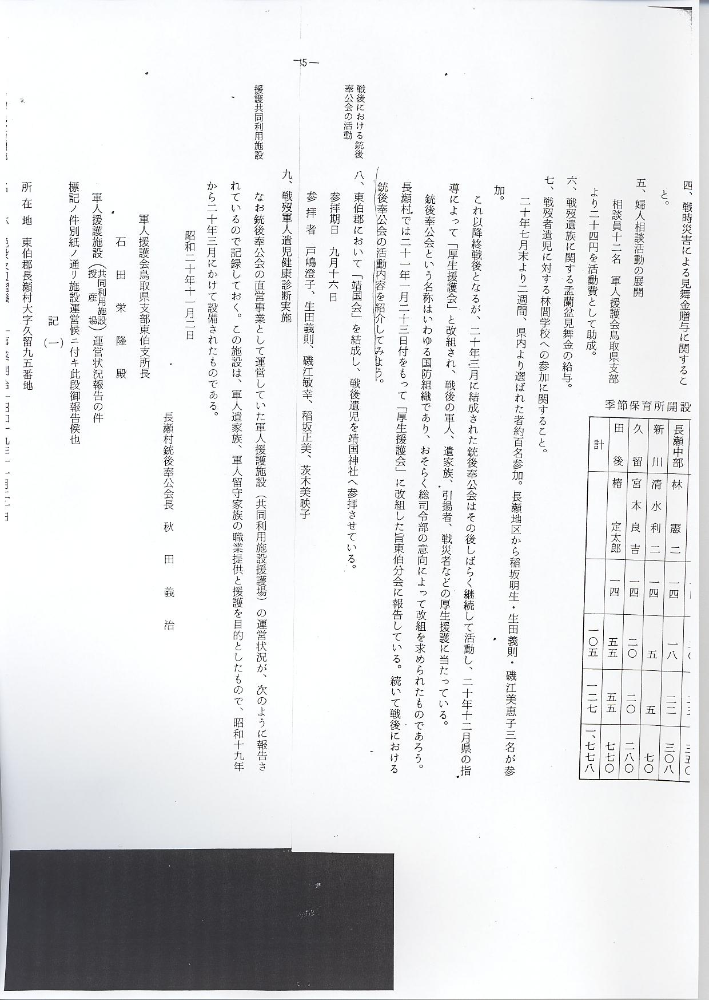 四、戦時災害による見舞金贈与に関するこ
と。
五、婦人相談活動の展開
相談員十二名　軍人援護会鳥取県支部
より二十四円を活動費として助成。
六、戦歿遺族に関する盂蘭盆見舞金の給与。
七、戦歿者遺児に対する林間学校への参加に関すること。
季節保育所開設
長瀬中部　林　憲二　一四　一八　二二　三〇八
新川　清水利二　一四　五　五　七〇
久留　宮本良吉　一四　二〇　二〇　二八〇
田後　椿　定太郎　一四　五五　五五　七七〇
計　一〇五　一二七　一、七七八
二十年七月末より二週間、県内より選ばれた者約百名参加。長瀬地区から稲坂明生・生田義則・磯江美恵子三名が参
加。
これ以降終戦後となるが、二十年三月に結成された銃後奉公会はその後しばらく継続して活動し、二十年十二月県の指
導によって「厚生援護会」と改組され、戦後の軍人、遺家族、引揚者、戦災者などの厚生援護に当たっている。
銃後奉公会という名称はいわゆる国防組織であり、おそらく総司令部の意向によって改組を求められたものであろう。
長瀬村では二十一年一月二十三日付をもって「厚生援護会」に改組した旨東伯分会に報告している。続いて戦後における
銃後奉公会の活動内容を紹介してみよう。
戦後における銃後
奉公会の活動
八、東伯郡において「靖国会」を結成し、戦後遺児を靖国神社へ参拝させている。
参拝期日　九月十六日
参拝者　戸嶋澄子、生田義則、磯江敏幸、稲坂正美、茨木美映子
九、戦歿軍人遺児健康診断実施
援護共同利用施設
なお銃後奉公会の直営事業として運営していた軍人援護施設（共同利用施設援護場）の運営状況が、次のように報告さ
れているので記録しておく。この施設は、軍人遺家族、軍人留守家族の職業提供と援護を目的としたもので、昭和十九年
から二十年三月にかけて設備されたものである。
昭和二十年十一月二日
長瀬村銃後奉公会長　秋田義治
軍人援護会鳥取県支部東伯支所長
石田栄隆殿
軍人援護施設（共同利用施設 授産場）運営状況報告の件
標記ノ件別紙ノ通リ施設運営候ニ付キ此段御報告候也
記（一）
所在地　東伯郡長瀬村大字久留九五番地